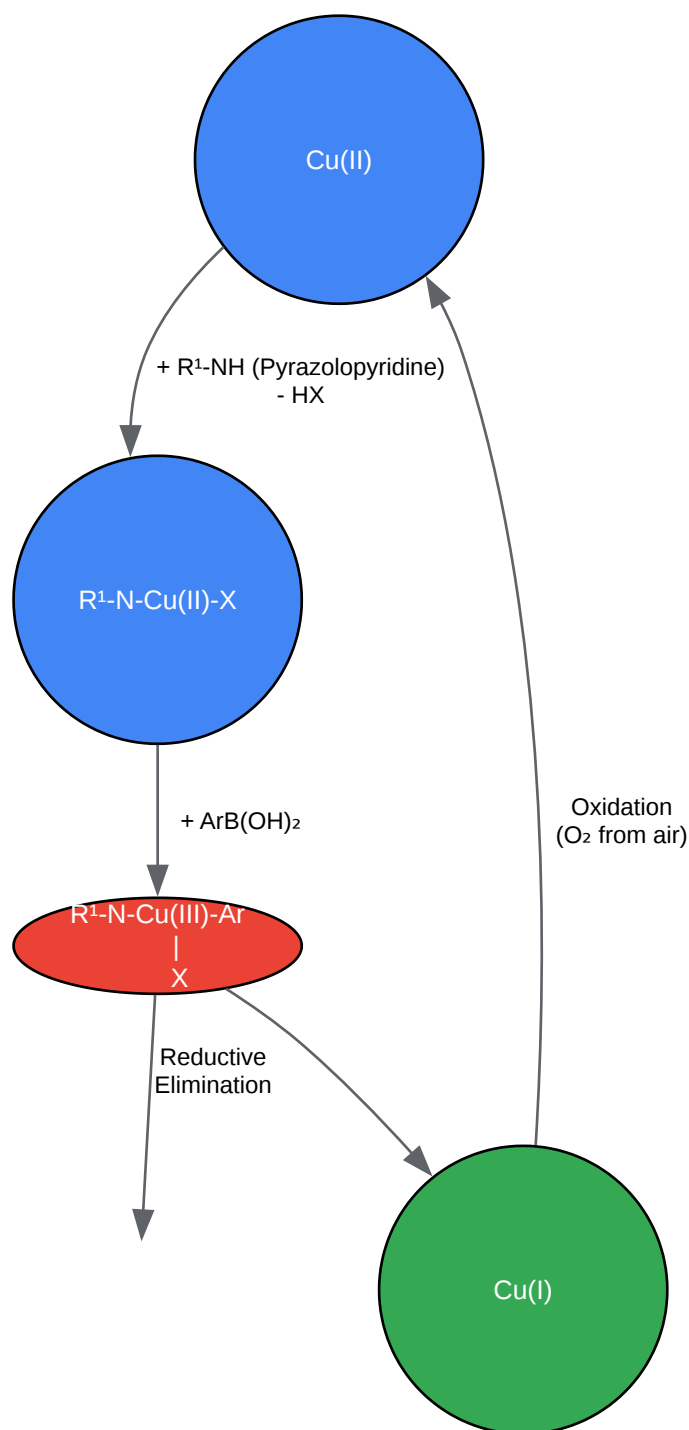 Cu(II)
+ R¹-NH (Pyrazolopyridine)
- HX
R¹-N-Cu(II)-X
+ ArB(OH)₂
Oxidation
(O₂ from air)
R¹-N-Cu(III)-Ar
|
X
Reductive
Elimination
Cu(I)